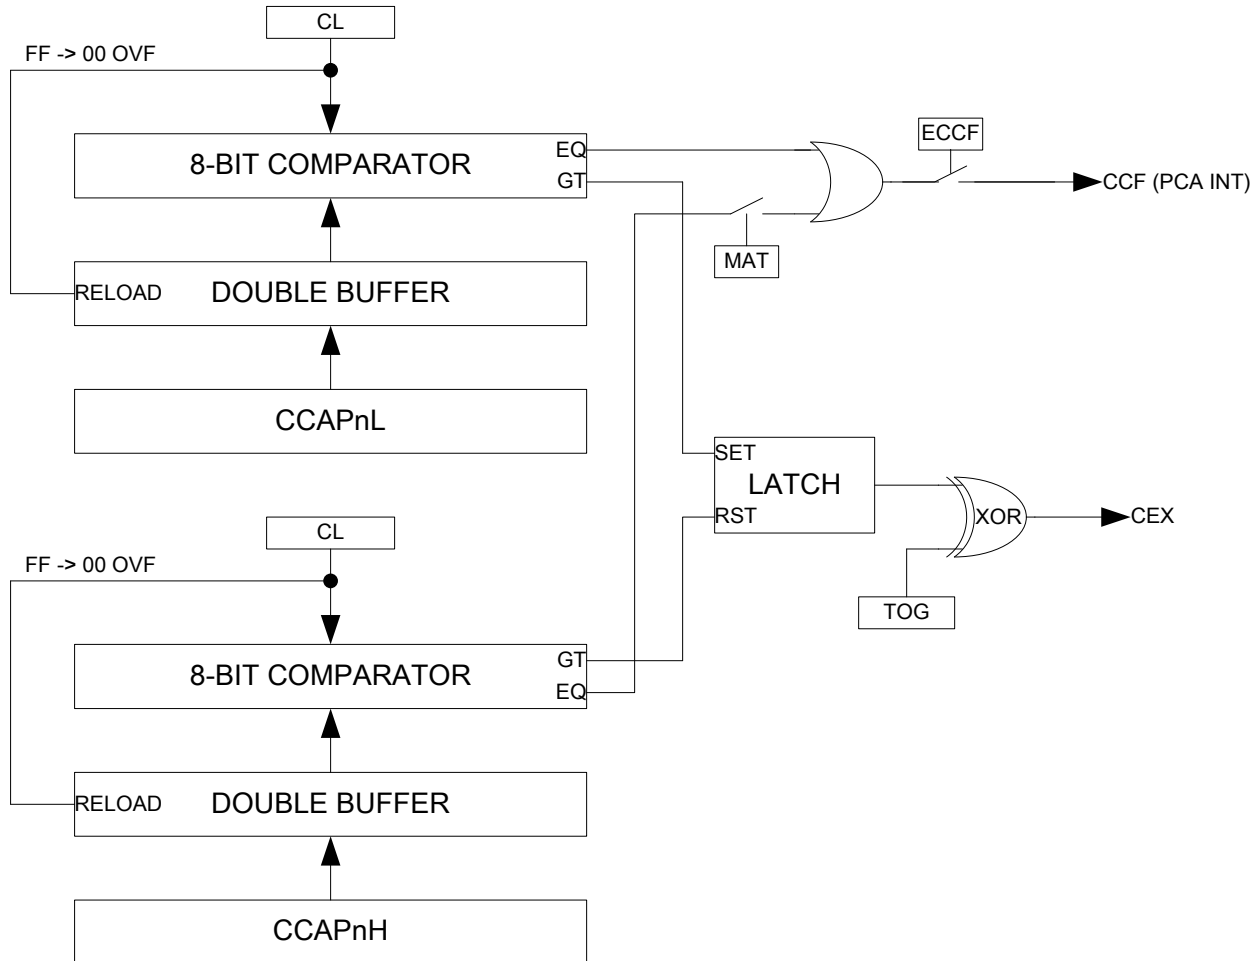 CL
FF -> 00 OVF
8-BIT COMPARATOR
EQ
GT
ECCF
CCF (PCA INT)
MAT
RELOAD
DOUBLE BUFFER
CCAPnL
SET
LATCH
RST
XOR
CEX
TOG
CL
FF -> 00 OVF
8-BIT COMPARATOR
GT
EQ
RELOAD
DOUBLE BUFFER
CCAPnH